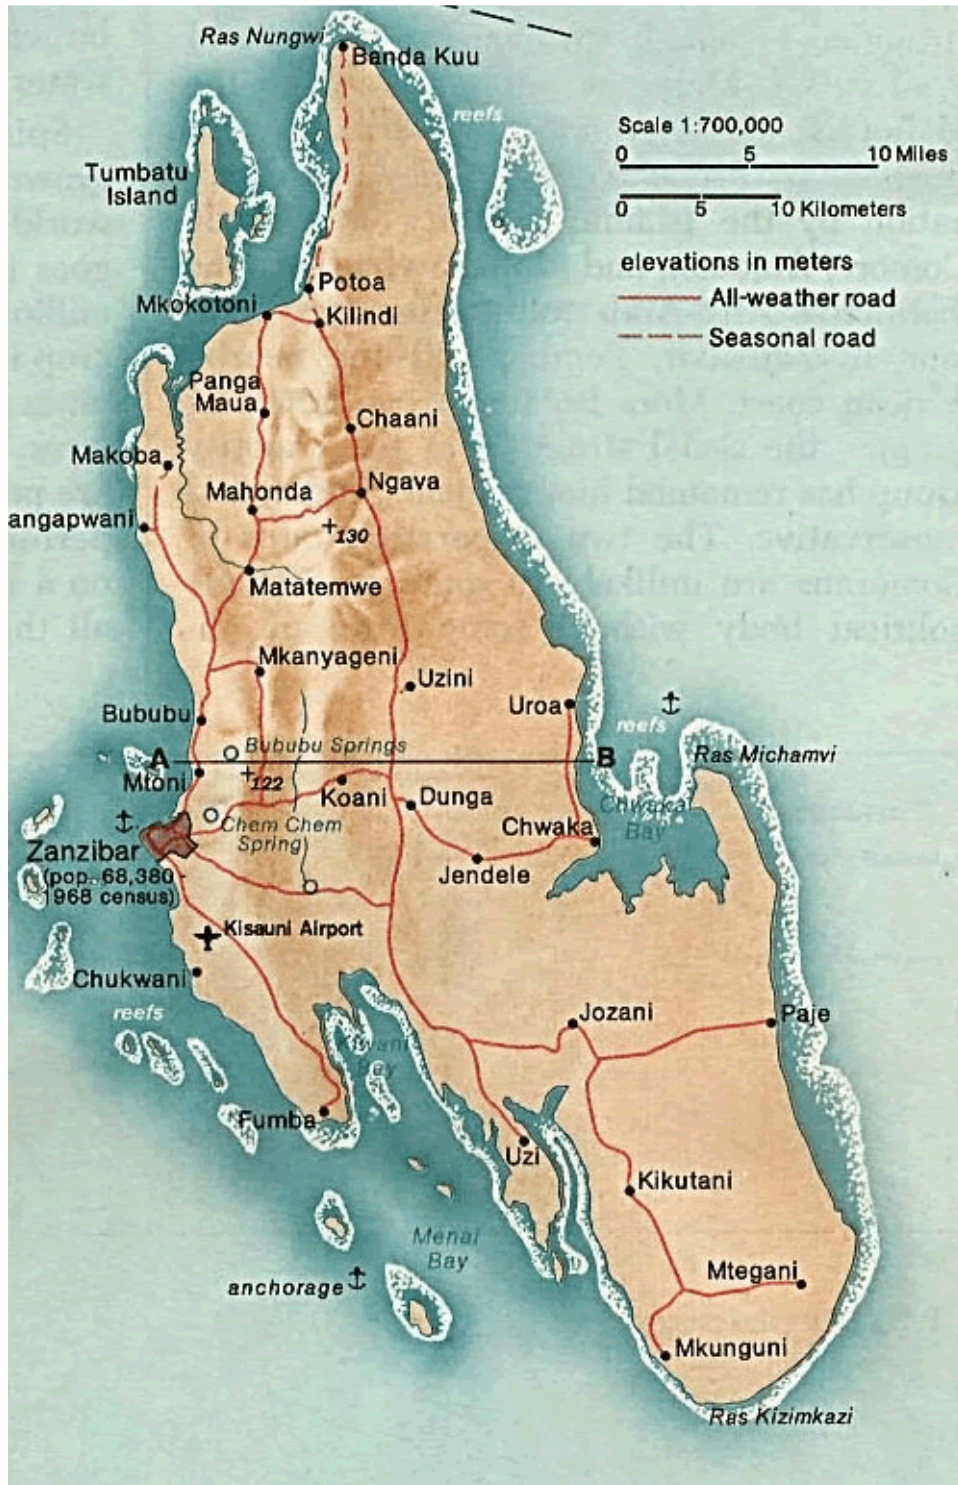 Ras Nungwi
Banda Kuu
reefs
Scale 1:700,000
0 5 10 Miles
0 5 10 Kilometers
elevations in meters
All-weather road
Seasonal road
Tumbatu
Island
Potoa
Mkokotoni
Kilindi
Panga
Maua
Chaani
Makoba
Mahonda
Ngava
angapwani
130
Matatemwe
Mkanyageni
Uzini
Uroa
Bububu
reefs
Bububu Springs
Ras Michamvi
A
B
Mtoni
122
Koani
Dunga
Chwaka
Bay
Chem Chem
Spring
Chwaka
Zanzibar
(pop. 68,380-
1968 census)
Jendele
Kisauni Airport
Chukwani
reefs
Jozani
Paje
Kiwani
Bay
Fumba
Uzi
Kikutani
Menai
Bay
anchorage
Mtegani
Mkunguni
Ras Kizimkazi